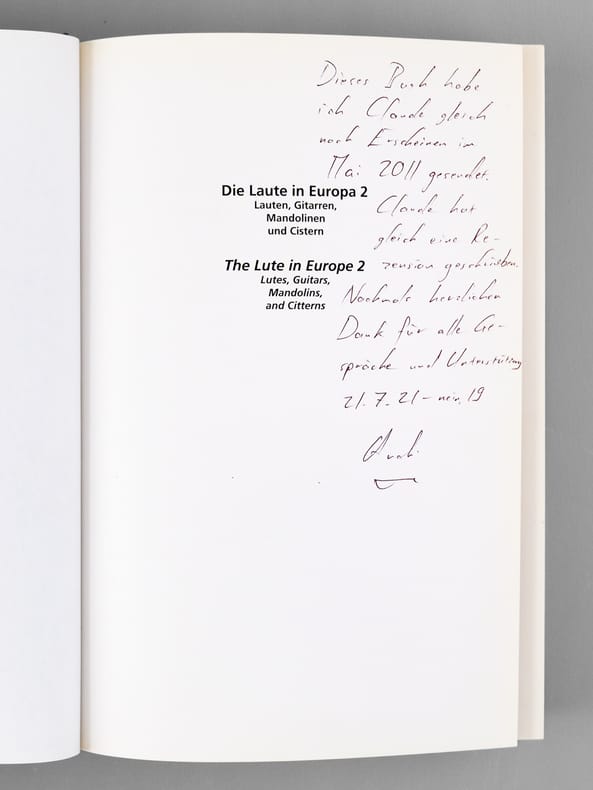 Dieses Buch habe
ich Claude gleich
nach Erscheinen im
Mai 2011 gesendet.
Claude hat
gleich eine Re-
zension geschrieben.
Nochmals herzlichen
Dank für alle Ge-
spräche und Unterstützung
21.7.21 – nein, 19
Die Laute in Europa 2
Lauten, Gitarren,
Mandolinen
und Cistern
The Lute in Europe 2
Lutes, Guitars,
Mandolins,
and Citterns